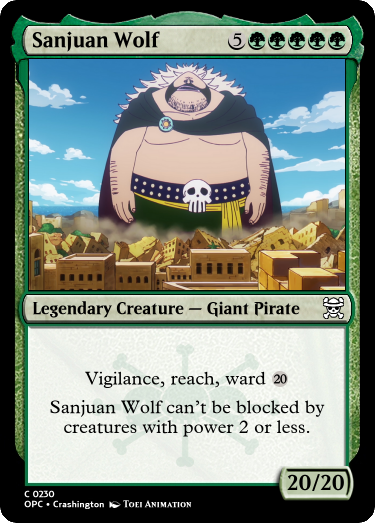 Sanjuan Wolf 5
Legendary Creature — Giant Pirate
Vigilance, reach, ward 20
Sanjuan Wolf can't be blocked by
creatures with power 2 or less.
20/20
C 0230
OPC • Crashington TOEI ANIMATION